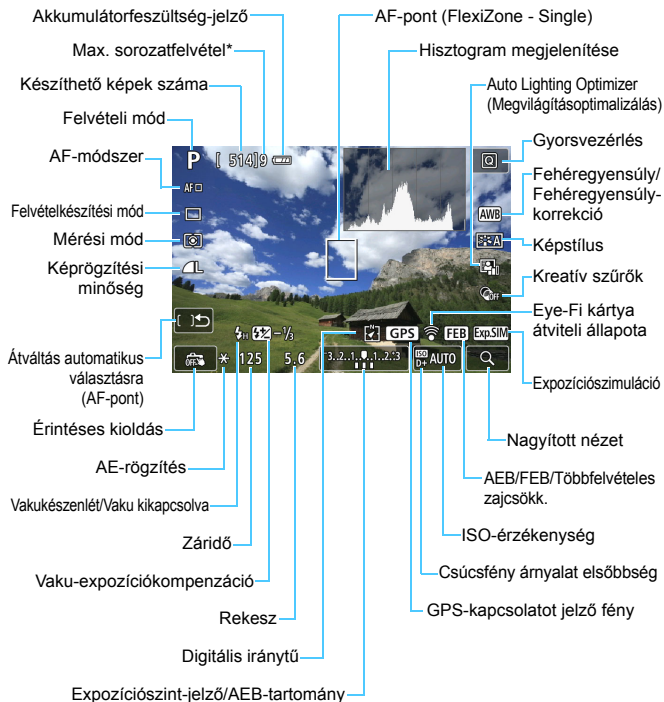 Akkumulátorfeszültség-jelző
Max. sorozatfelvétel*
Készíthető képek száma
Felvételi mód
AF-módszer
Felvételkészítési mód
Mérési mód
Képrögzítési
minőség
Átváltás automatikus
választásra
(AF-pont)
Érintéses kioldás
AE-rögzítés
Vakukészenlét/Vaku kikapcsolva
Záridő
Vaku-expozíciókompenzáció
Rekesz
Digitális iránytű
Expozíciószint-jelző/AEB-tartomány
AF-pont (FlexiZone - Single)
Hisztogram megjelenítése
Auto Lighting Optimizer
(Megvilágításoptimalizálás)
Gyorsvezérlés
Fehéregyensúly/
Fehéregyensúly-
korrekció
Képstílus
Kreatív szűrők
Eye-Fi kártya
átviteli állapota
Expozíciószimuláció
Nagyított nézet
AEB/FEB/Többfelvételes
zajcsökk.
ISO-érzékenység
Csúcsfény árnyalat elsőbbség
GPS-kapcsolatot jelző fény
P [ 514]9
AF
L
Q
AWB
A
OFF
N GPS FEB Exp.SIM
H -1/3
OFF 125 5.6 -3..2..1..0..1..2..3 ISO D+ AUTO